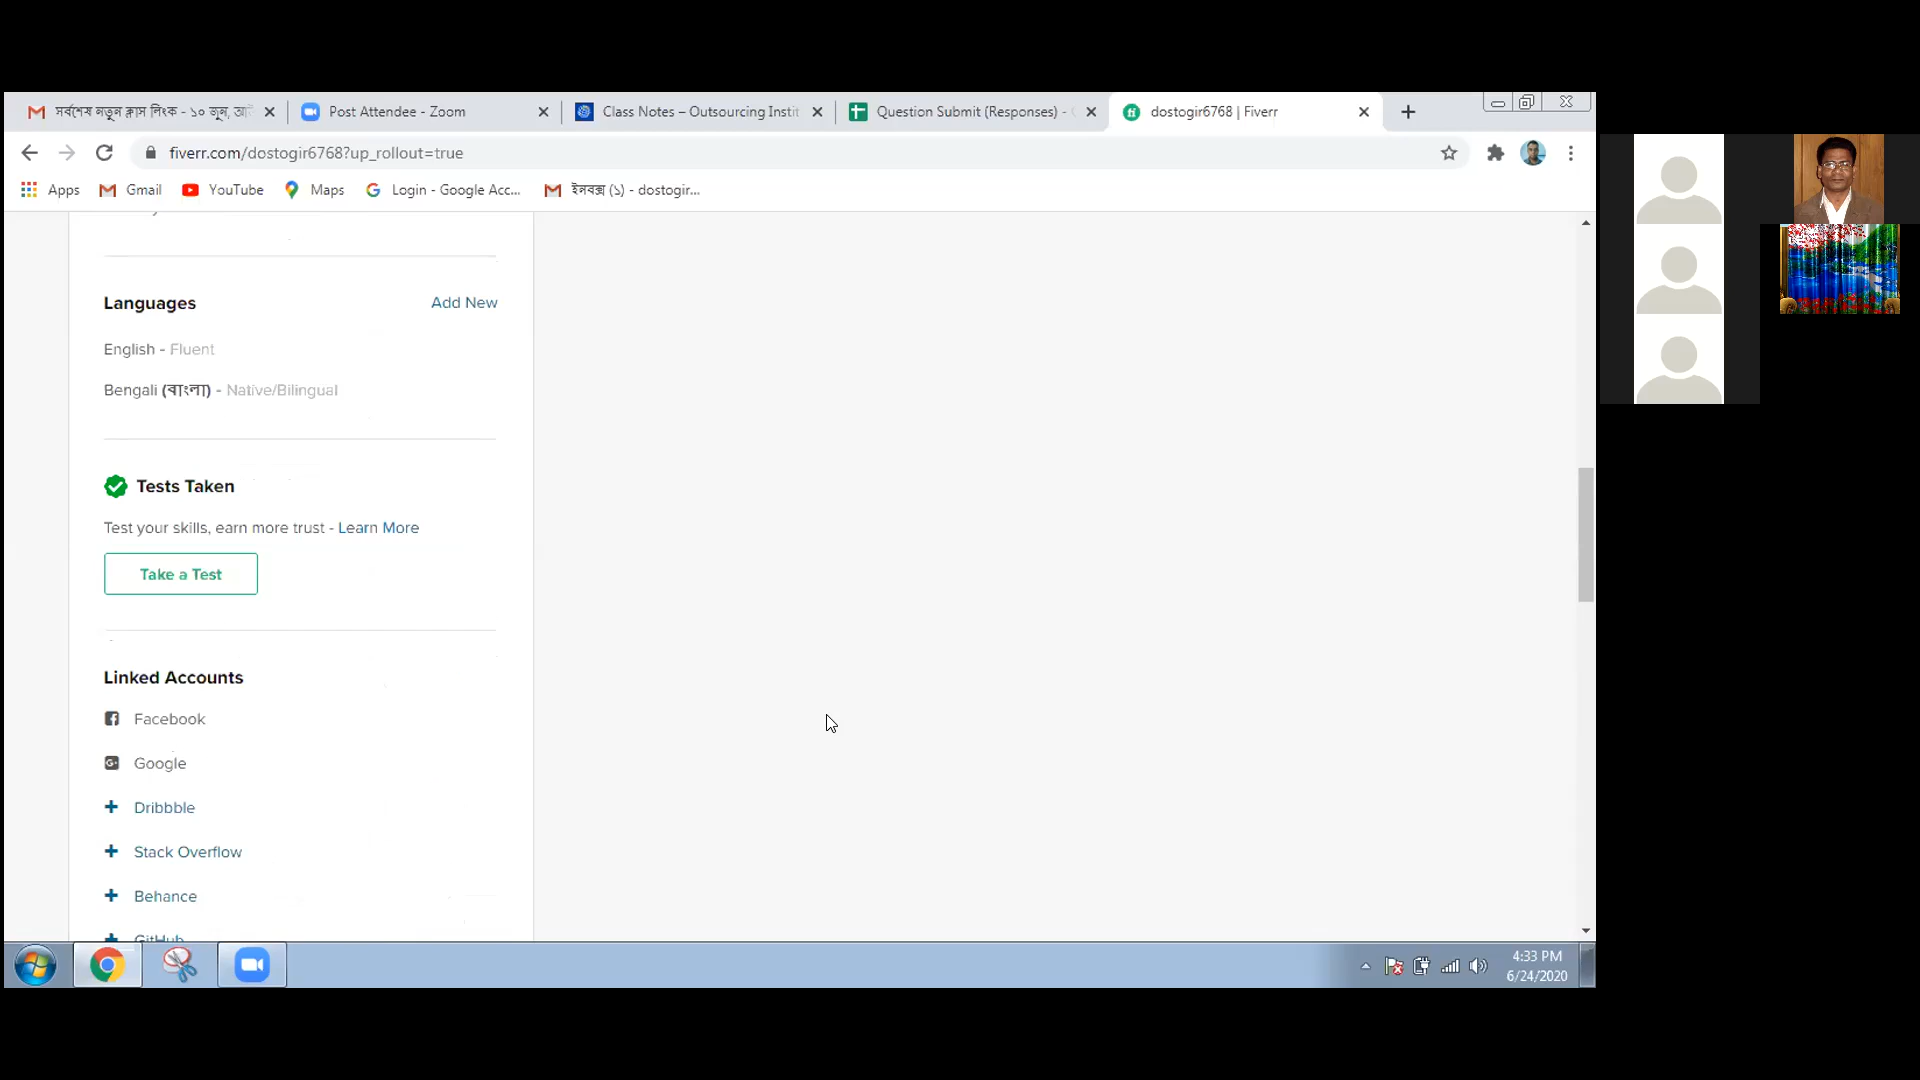 সর্বশেষ নতুন ক্লাস লিংক - ১০ জুন,
Post Attendee - Zoom
Class Notes – Outsourcing Instit
Question Submit (Responses) -
dostogir6768 | Fiverr
fiverr.com/dostogir6768?up_rollout=true
Apps
Gmail
YouTube
Maps
Login - Google Acc...
ইনবক্স (১) - dostogir...
Languages
Add New
English - Fluent
Bengali (বাংলা) - Native/Bilingual
Tests Taken
Test your skills, earn more trust - Learn More
Take a Test
Linked Accounts
Facebook
Google
Dribbble
Stack Overflow
Behance
GitHub
4:33 PM
6/24/2020